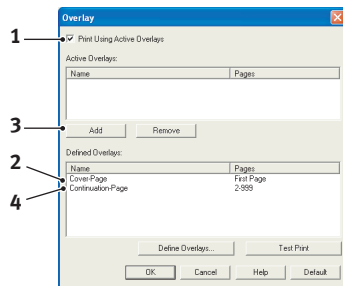 Overlay
1
Print Using Active Overlays
Active Overlays:
Name Pages
3
Add Remove
Defined Overlays:
Name Pages
2
Cover-Page First Page
4
Continuation-Page 2-999
Define Overlays... Test Print
OK Cancel Help Default